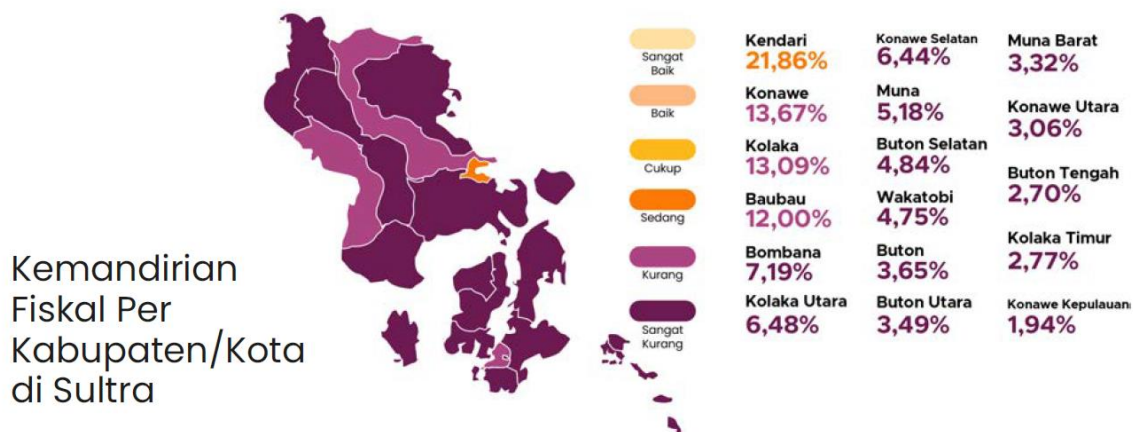 Kemandirian
Fiskal Per
Kabupaten/Kota
di Sultra
Sangat
Baik
Baik
Cukup
Sedang
Kurang
Sangat
Kurang
Kendari
21,86%
Konawe
13,67%
Kolaka
13,09%
Baubau
12,00%
Bombana
7,19%
Kolaka Utara
6,48%
Konawe Selatan
6,44%
Muna
5,18%
Buton Selatan
4,84%
Wakatobi
4,75%
Buton
3,65%
Buton Utara
3,49%
Muna Barat
3,32%
Konawe Utara
3,06%
Buton Tengah
2,70%
Kolaka Timur
2,77%
Konawe Kepulauan
1,94%